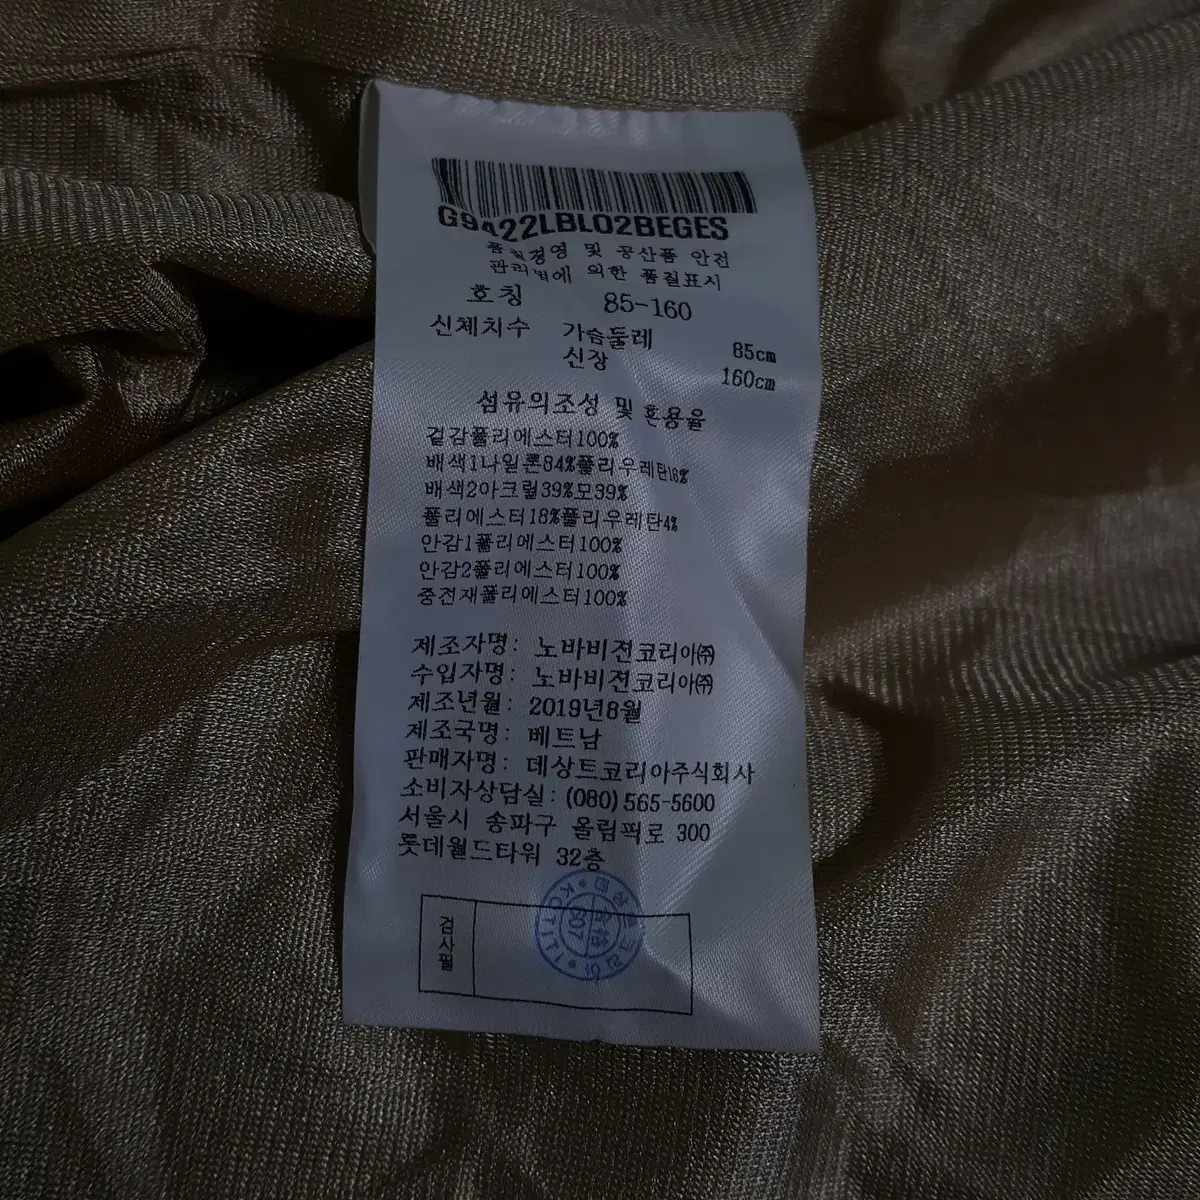 G9422LBL02BEGES
품질경영 및 공산품 안전
관리법에 의한 품질표시
호칭 85-160
신체치수 가슴둘레 85cm
신장 160cm
섬유의조성 및 혼용율
겉감폴리에스터100%
배색1나일론84%폴리우레탄16%
배색2아크릴39%모39%
폴리에스터18%폴리우레탄4%
안감1폴리에스터100%
안감2폴리에스터100%
충전재폴리에스터100%
제조자명: 노바비젼코리아㈜
수입자명: 노바비젼코리아㈜
제조년월: 2019년8월
제조국명: 베트남
판매자명: 데상트코리아주식회사
소비자상담실: (080) 565-5600
서울시 송파구 올림픽로 300
롯데월드타워 32층
검사필
KOTITI